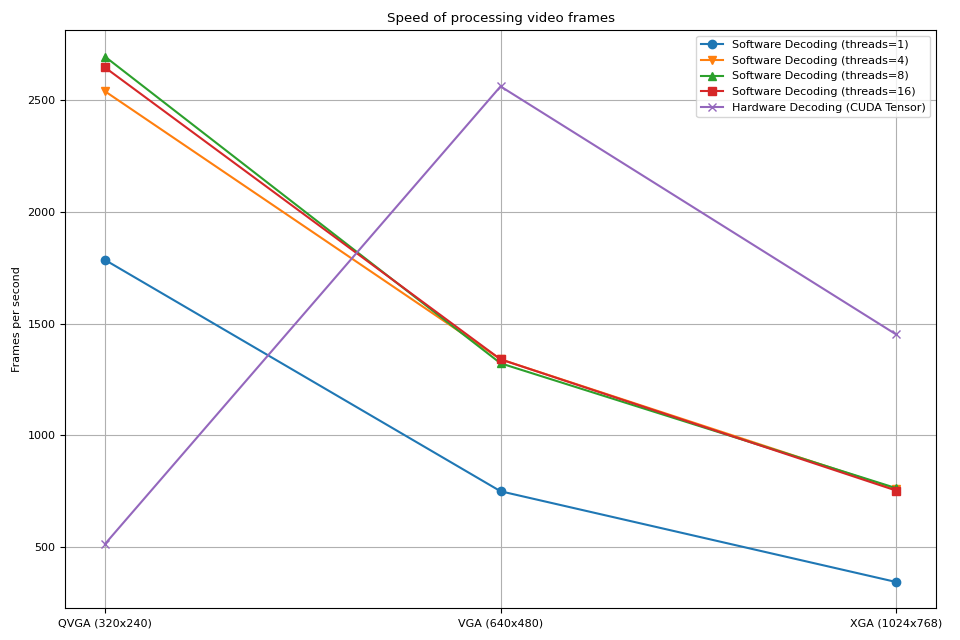 Speed of processing video frames
Software Decoding (threads=1)
Software Decoding (threads=4)
Software Decoding (threads=8)
Software Decoding (threads=16)
Hardware Decoding (CUDA Tensor)
Frames per second
2500
2000
1500
1000
500
QVGA (320x240)
VGA (640x480)
XGA (1024x768)